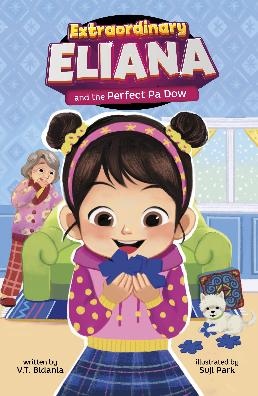 Extraordinary
ELIANA
and the Perfect Pa Dow
written by
V.T. Bidania
illustrated by
Suji Park